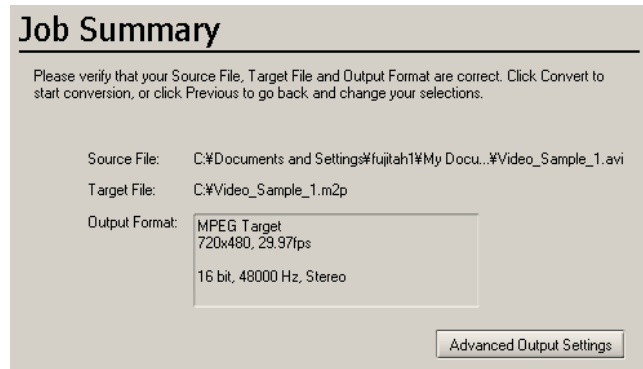 Job Summary
Please verify that your Source File, Target File and Output Format are correct. Click Convert to
start conversion, or click Previous to go back and change your selections.
Source File: C:¥Documents and Settings¥fujitah1¥My Docu...¥Video_Sample_1.avi
Target File: C:¥Video_Sample_1.m2p
Output Format: MPEG Target
720x480, 29.97fps
16 bit, 48000 Hz, Stereo
Advanced Output Settings